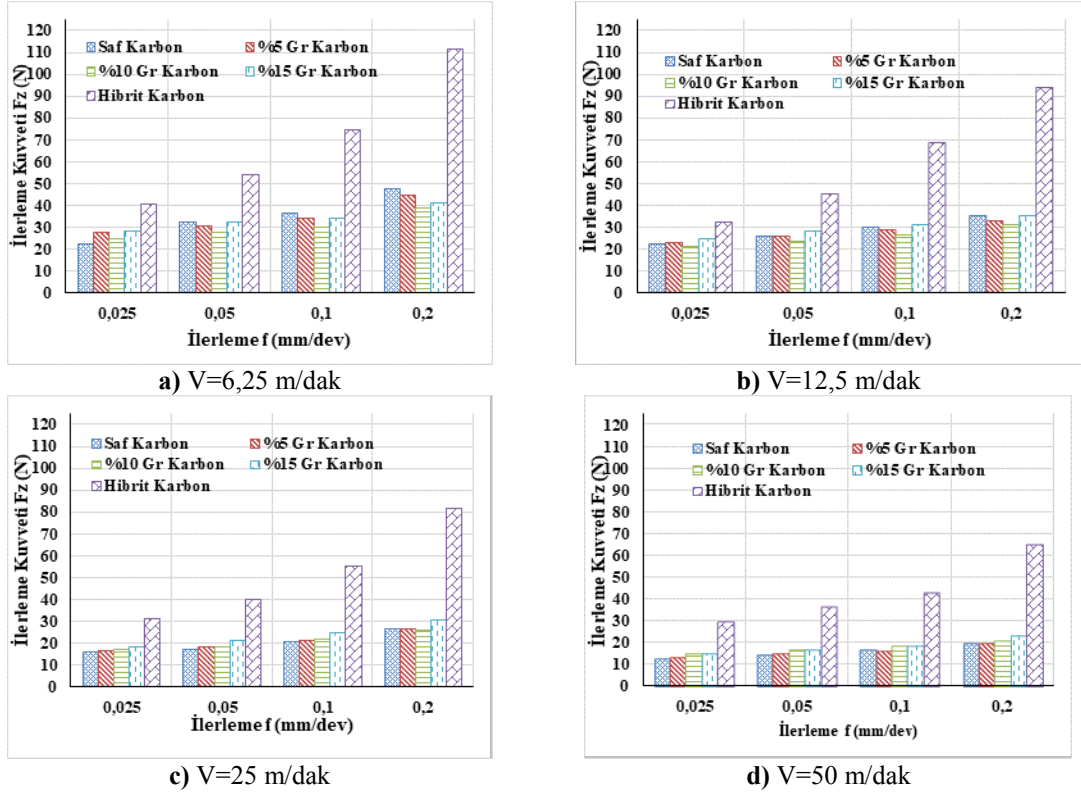 120
110
100
90
80
70
60
50
40
30
20
10
0
İlerleme Kuvveti Fz (N)
Saf Karbon %5 Gr Karbon
%10 Gr Karbon %15 Gr Karbon
Hibrit Karbon
0,025 0,05 0,1 0,2
İlerleme f (mm/dev)
a) V=6,25 m/dak
120
110
100
90
80
70
60
50
40
30
20
10
0
İlerleme Kuvveti Fz (N)
Saf Karbon %5 Gr Karbon
%10 Gr Karbon %15 Gr Karbon
Hibrit Karbon
0,025 0,05 0,1 0,2
İlerleme f (mm/dev)
b) V=12,5 m/dak
120
110
100
90
80
70
60
50
40
30
20
10
0
İlerleme Kuvveti Fz (N)
Saf Karbon %5 Gr Karbon
%10 Gr Karbon %15 Gr Karbon
Hibrit Karbon
0,025 0,05 0,1 0,2
İlerleme f (mm/dev)
c) V=25 m/dak
120
110
100
90
80
70
60
50
40
30
20
10
0
İlerleme Kuvveti Fz (N)
Saf Karbon %5 Gr Karbon
%10 Gr Karbon %15 Gr Karbon
Hibrit Karbon
0,025 0,05 0,1 0,2
İlerleme f (mm/dev)
d) V=50 m/dak